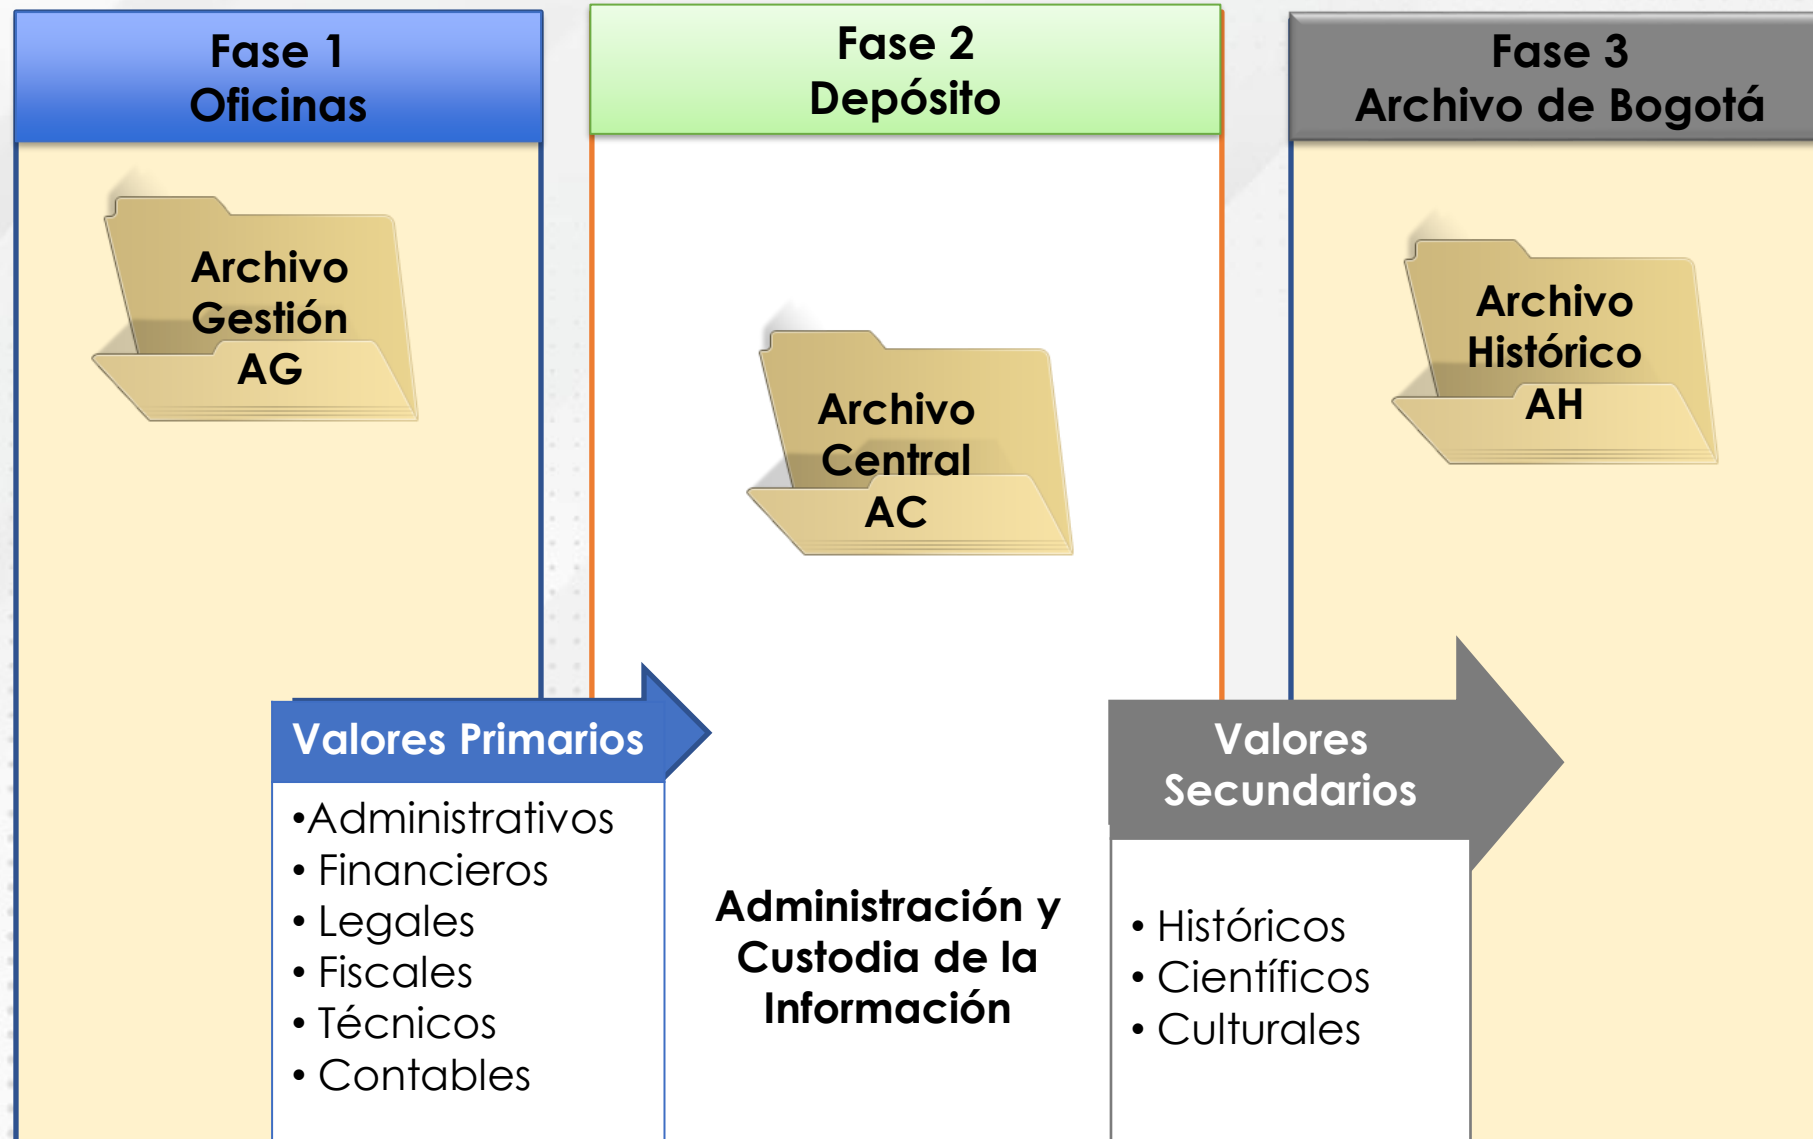 Fase 1
Oficinas
Archivo
Gestión
AG
Valores Primarios
•Administrativos
• Financieros
• Legales
• Fiscales
• Técnicos
• Contables
Fase 2
Depósito
Archivo
Central
AC
Administración y
Custodia de la
Información
Fase 3
Archivo de Bogotá
Archivo
Histórico
AH
Valores
Secundarios
• Históricos
• Científicos
• Culturales